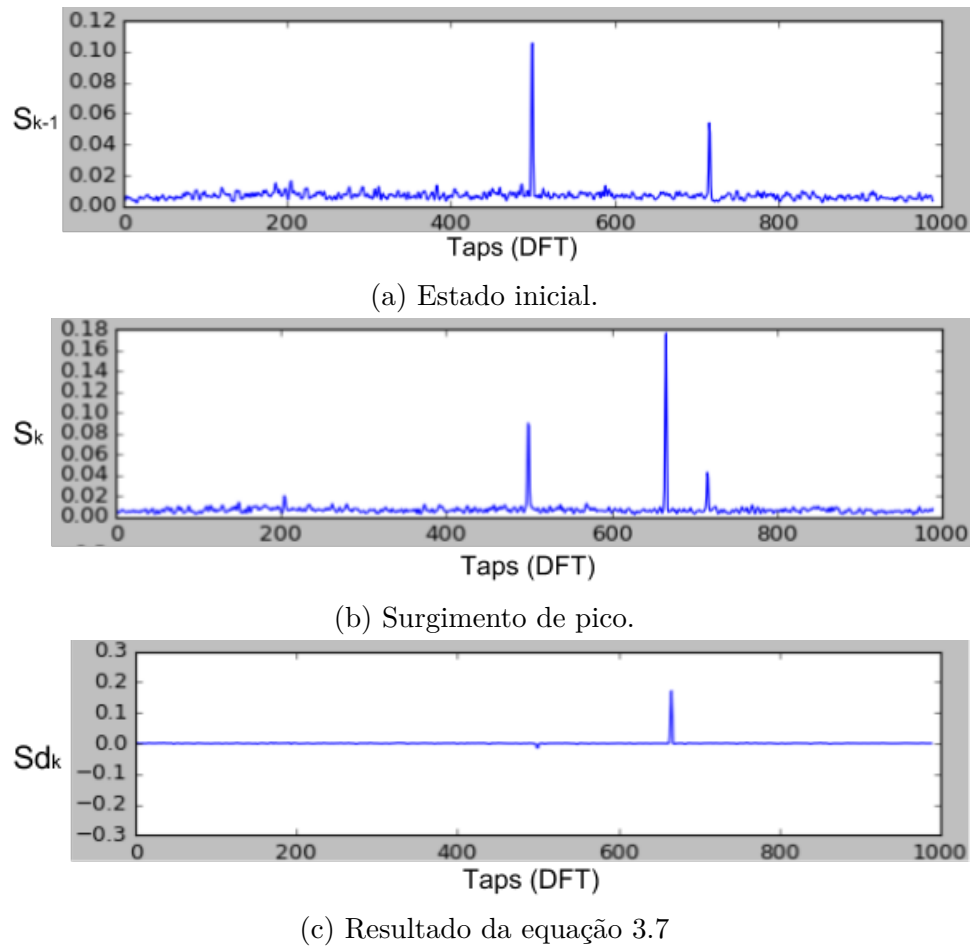 0.12
0.10
0.08
0.06
0.04
0.02
0.00
Sk-1
0 200 400 600 800 1000
Taps (DFT)
(a) Estado inicial.
0.18
0.16
0.14
0.12
0.10
0.08
0.06
0.04
0.02
0.00
Sk
0 200 400 600 800 1000
Taps (DFT)
(b) Surgimento de pico.
0.3
0.2
0.1
0.0
−0.1
−0.2
−0.3
Sdk
0 200 400 600 800 1000
Taps (DFT)
(c) Resultado da equação 3.7